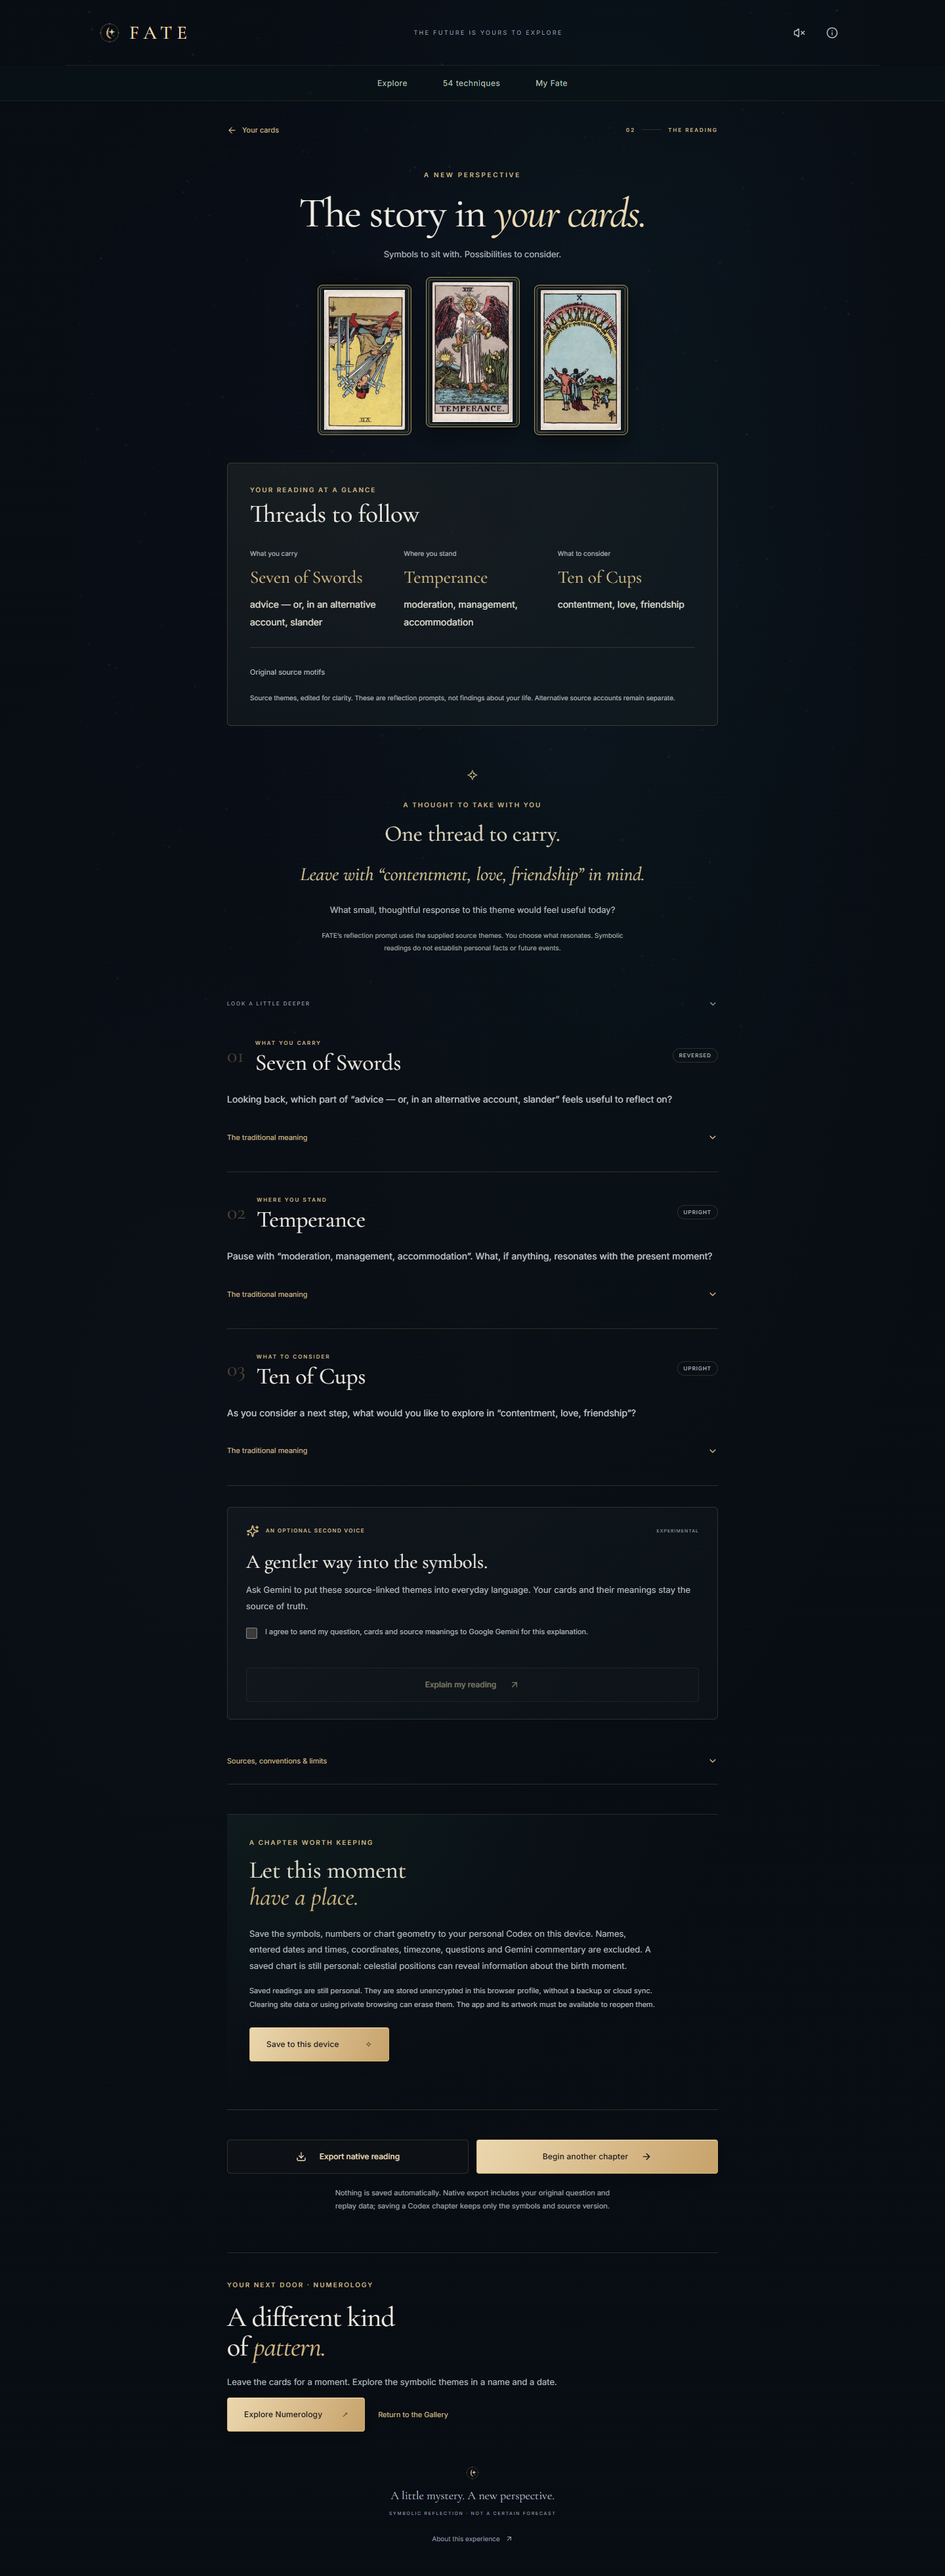 FATE
THE FUTURE IS YOURS TO EXPLORE
Explore
54 techniques
My Fate
Your cards
02
THE READING
A NEW PERSPECTIVE
The story in your cards.
Symbols to sit with. Possibilities to consider.
VII
XIV
TEMPERANCE.
X
YOUR READING AT A GLANCE
Threads to follow
What you carry
Seven of Swords
advice — or, in an alternative
account, slander
Where you stand
Temperance
moderation, management,
accommodation
What to consider
Ten of Cups
contentment, love, friendship
Original source motifs
Source themes, edited for clarity. These are reflection prompts, not findings about your life. Alternative source accounts remain separate.
A THOUGHT TO TAKE WITH YOU
One thread to carry.
Leave with “contentment, love, friendship” in mind.
What small, thoughtful response to this theme would feel useful today?
FATE’s reflection prompt uses the supplied source themes. You choose what resonates. Symbolic
readings do not establish personal facts or future events.
LOOK A LITTLE DEEPER
01
WHAT YOU CARRY
Seven of Swords
REVERSED
Looking back, which part of “advice — or, in an alternative account, slander” feels useful to reflect on?
The traditional meaning
02
WHERE YOU STAND
Temperance
UPRIGHT
Pause with “moderation, management, accommodation”. What, if anything, resonates with the present moment?
The traditional meaning
03
WHAT TO CONSIDER
Ten of Cups
UPRIGHT
As you consider a next step, what would you like to explore in “contentment, love, friendship”?
The traditional meaning
AN OPTIONAL SECOND VOICE
EXPERIMENTAL
A gentler way into the symbols.
Ask Gemini to put these source-linked themes into everyday language. Your cards and their meanings stay the
source of truth.
I agree to send my question, cards and source meanings to Google Gemini for this explanation.
Explain my reading
Sources, conventions & limits
A CHAPTER WORTH KEEPING
Let this moment
have a place.
Save the symbols, numbers or chart geometry to your personal Codex on this device. Names,
entered dates and times, coordinates, timezone, questions and Gemini commentary are excluded. A
saved chart is still personal: celestial positions can reveal information about the birth moment.
Saved readings are still personal. They are stored unencrypted in this browser profile, without a backup or cloud sync.
Clearing site data or using private browsing can erase them. The app and its artwork must be available to reopen them.
Save to this device
Export native reading
Begin another chapter
Nothing is saved automatically. Native export includes your original question and
replay data; saving a Codex chapter keeps only the symbols and source version.
YOUR NEXT DOOR · NUMEROLOGY
A different kind
of pattern.
Leave the cards for a moment. Explore the symbolic themes in a name and a date.
Explore Numerology
Return to the Gallery
A little mystery. A new perspective.
SYMBOLIC REFLECTION · NOT A CERTAIN FORECAST
About this experience